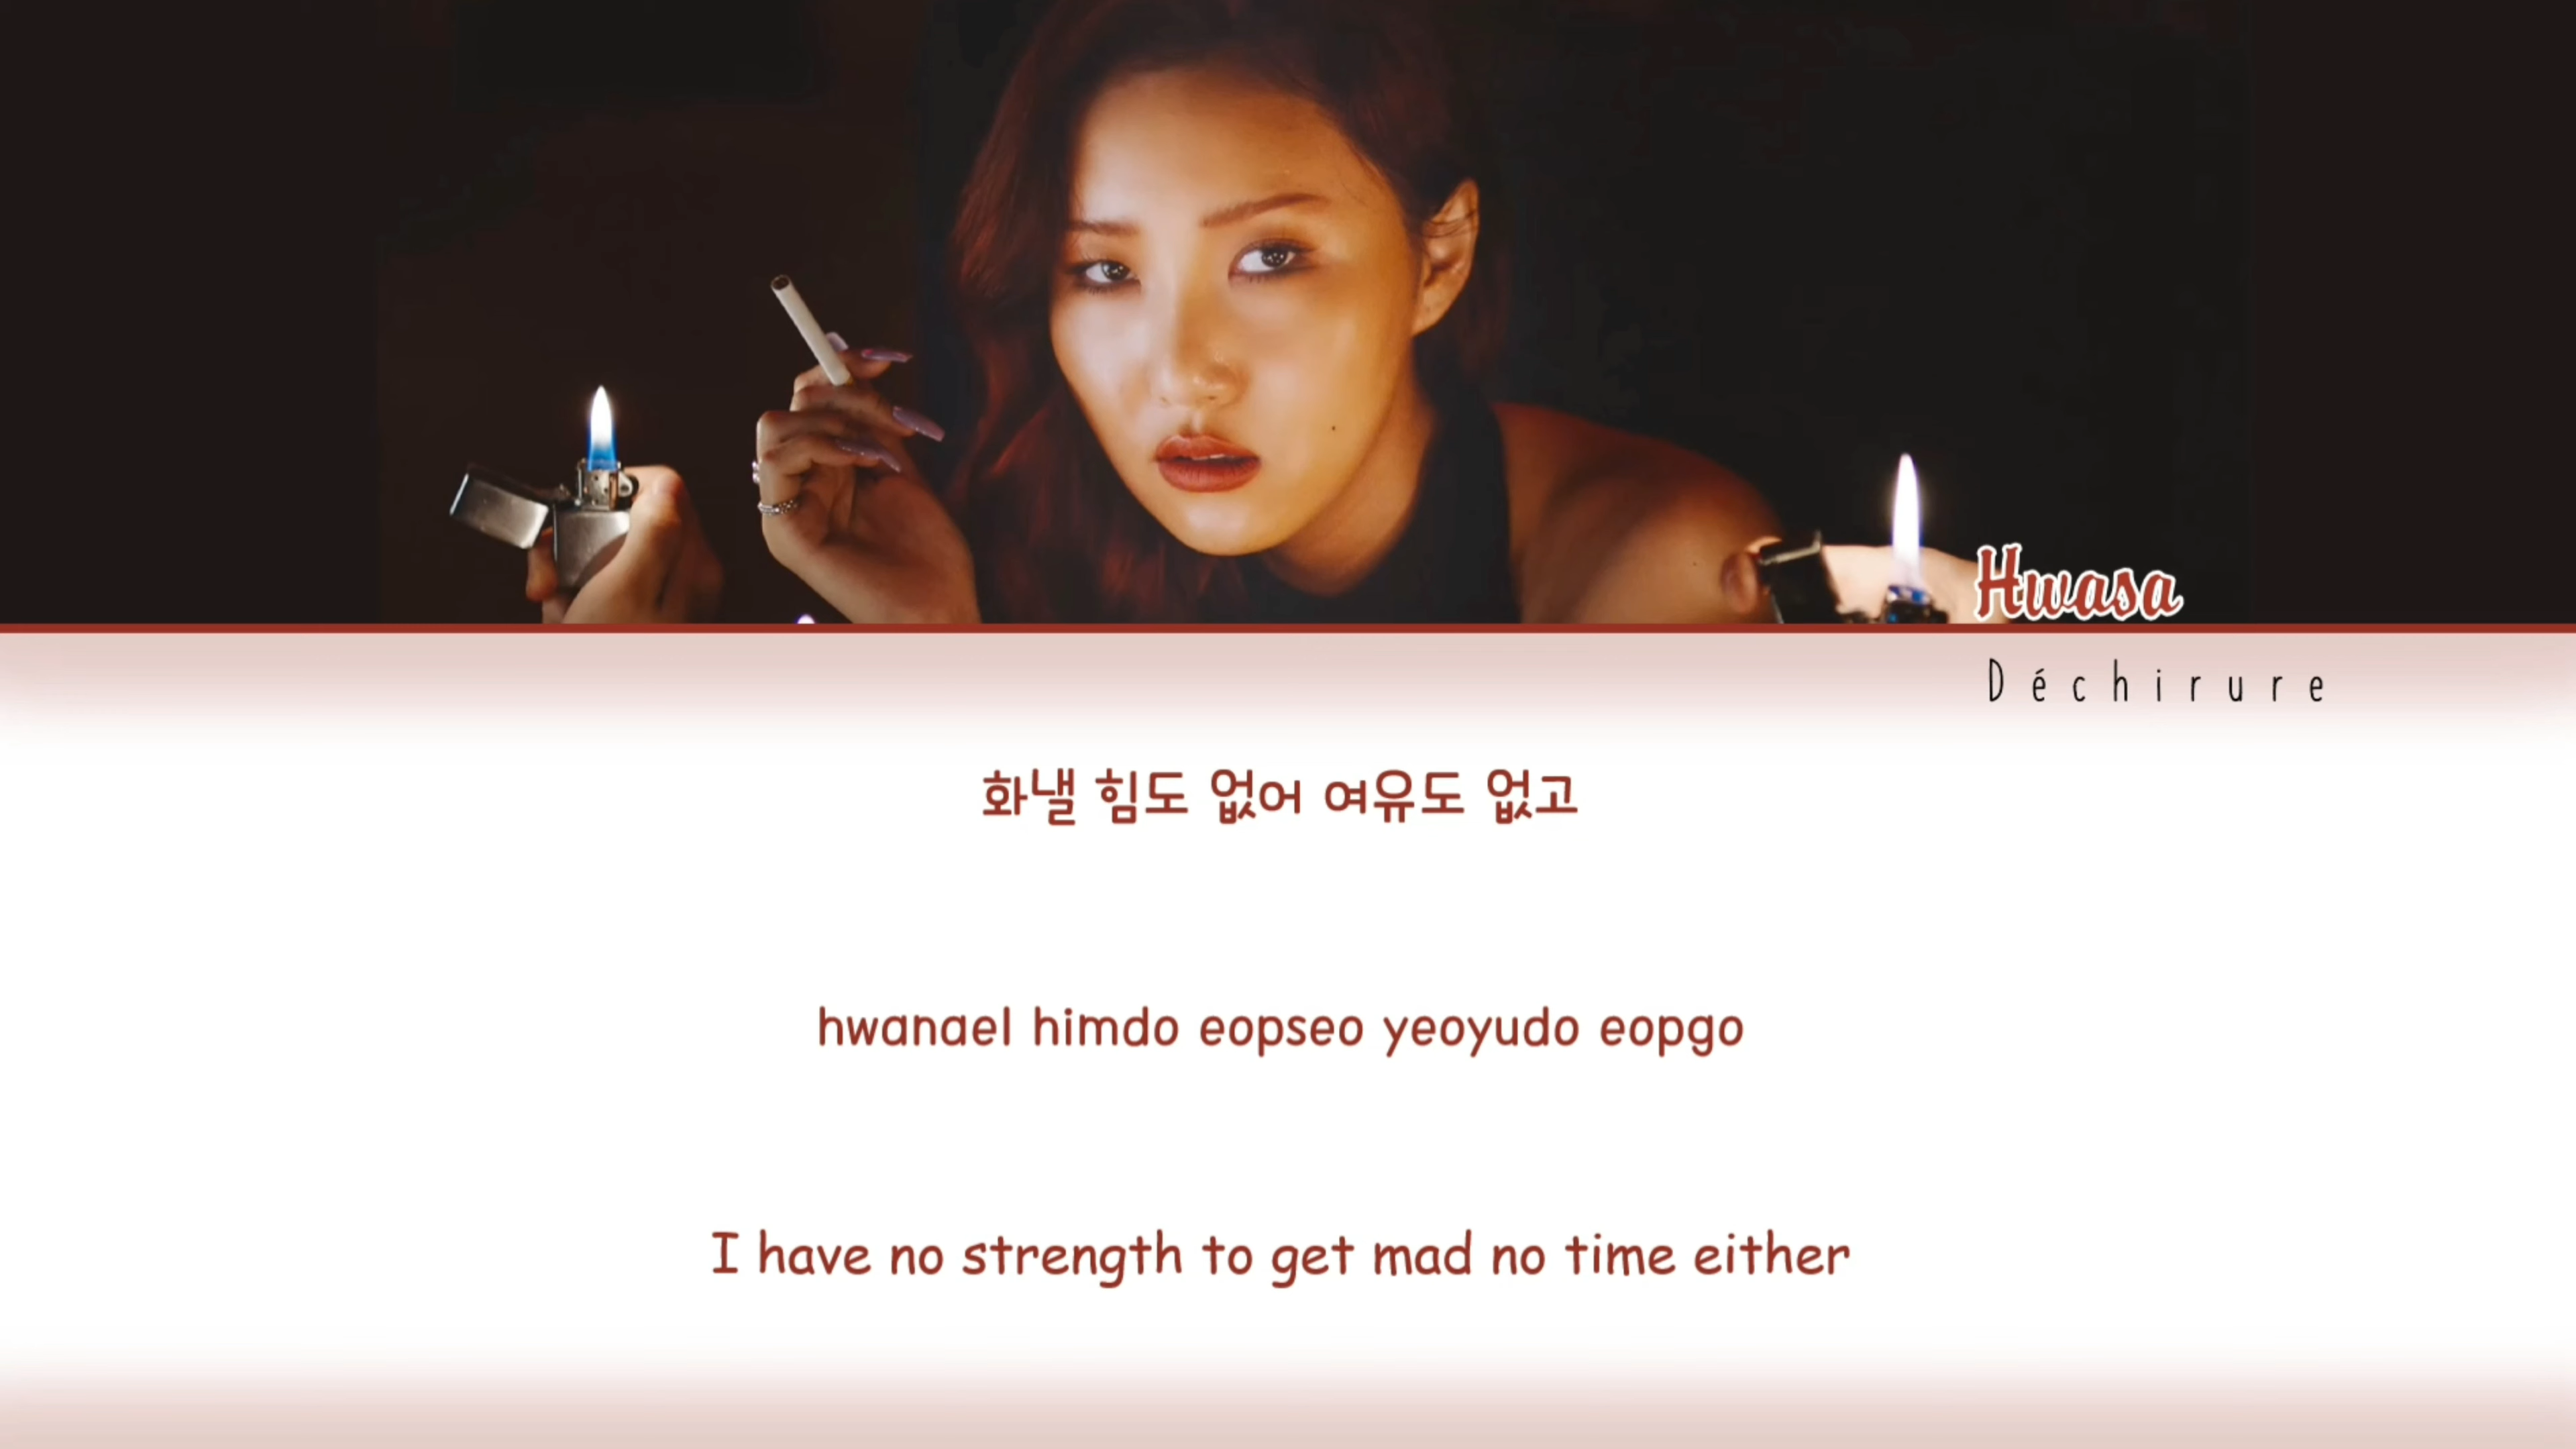 Hwasa
Déchirure
화낼 힘도 없어 여유도 없고
hwanael himdo eopseo yeoyudo eopgo
I have no strength to get mad no time either